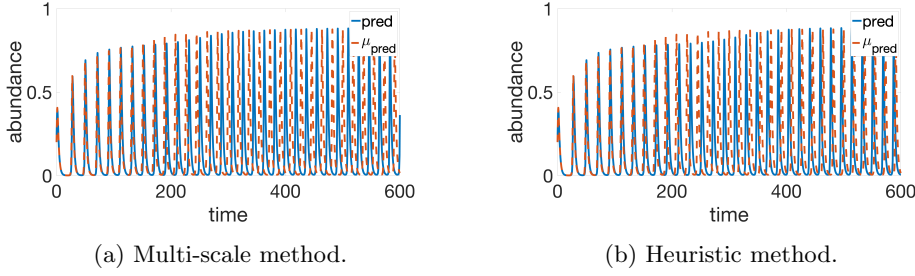 abundance
1
0.5
0
0 200 400 600
time
pred
μpred
(a) Multi-scale method.
abundance
1
0.5
0
0 200 400 600
time
pred
μpred
(b) Heuristic method.